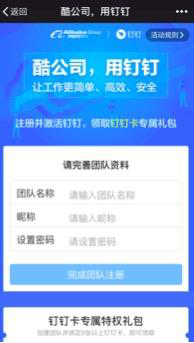 返回
酷公司，用钉钉
Alibaba Group
钉钉
活动规则
酷公司，用钉钉
让工作更简单、高效、安全
注册并激活钉钉，领取钉钉卡专属礼包
请完善团队资料
团队名称 请输入团队名称
昵称 请输入昵称
设置密码 请设置密码
完成团队注册
钉钉卡专属特权礼包